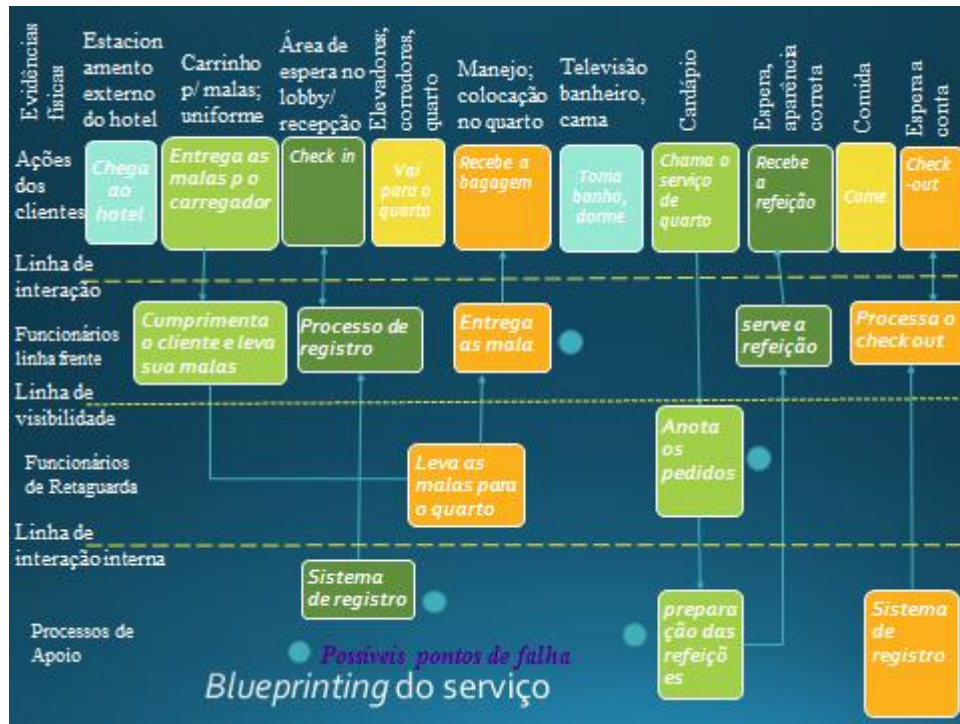 Evidências
físicas
Estacion
amento
externo
do hotel
Carrinho
p/ malas;
uniforme
Área de
espera no
lobby/
recepção
Elevadores;
corredores,
quarto
Manejo;
colocação
no quarto
Televisão
banheiro,
cama
Cardápio
Espera,
aparência
correta
Comida
Espera a
conta
Ações
dos
clientes
Chega
ao
hotel
Entrega as
malas p o
carregador
Check in
Vai
para o
quarto
Recebe a
bagagem
Toma
banho,
dorme
Chama o
serviço
de
quarto
Recebe
a
refeição
Come
Check
-out
Linha de
interação
Funcionários
linha frente
Cumprimenta
o cliente e leva
sua malas
Processo de
registro
Entrega
as mala
serve a
refeição
Processa o
check out
Linha de
visibilidade
Funcionários
de Retaguarda
Leva as
malas para
o quarto
Anota
os
pedidos
Linha de
interação interna
Processos de
Apoio
Sistema
de registro
prepara
ção das
refeiçõ
es
Sistema
de
registro
Possíveis pontos de falha
Blueprinting do serviço